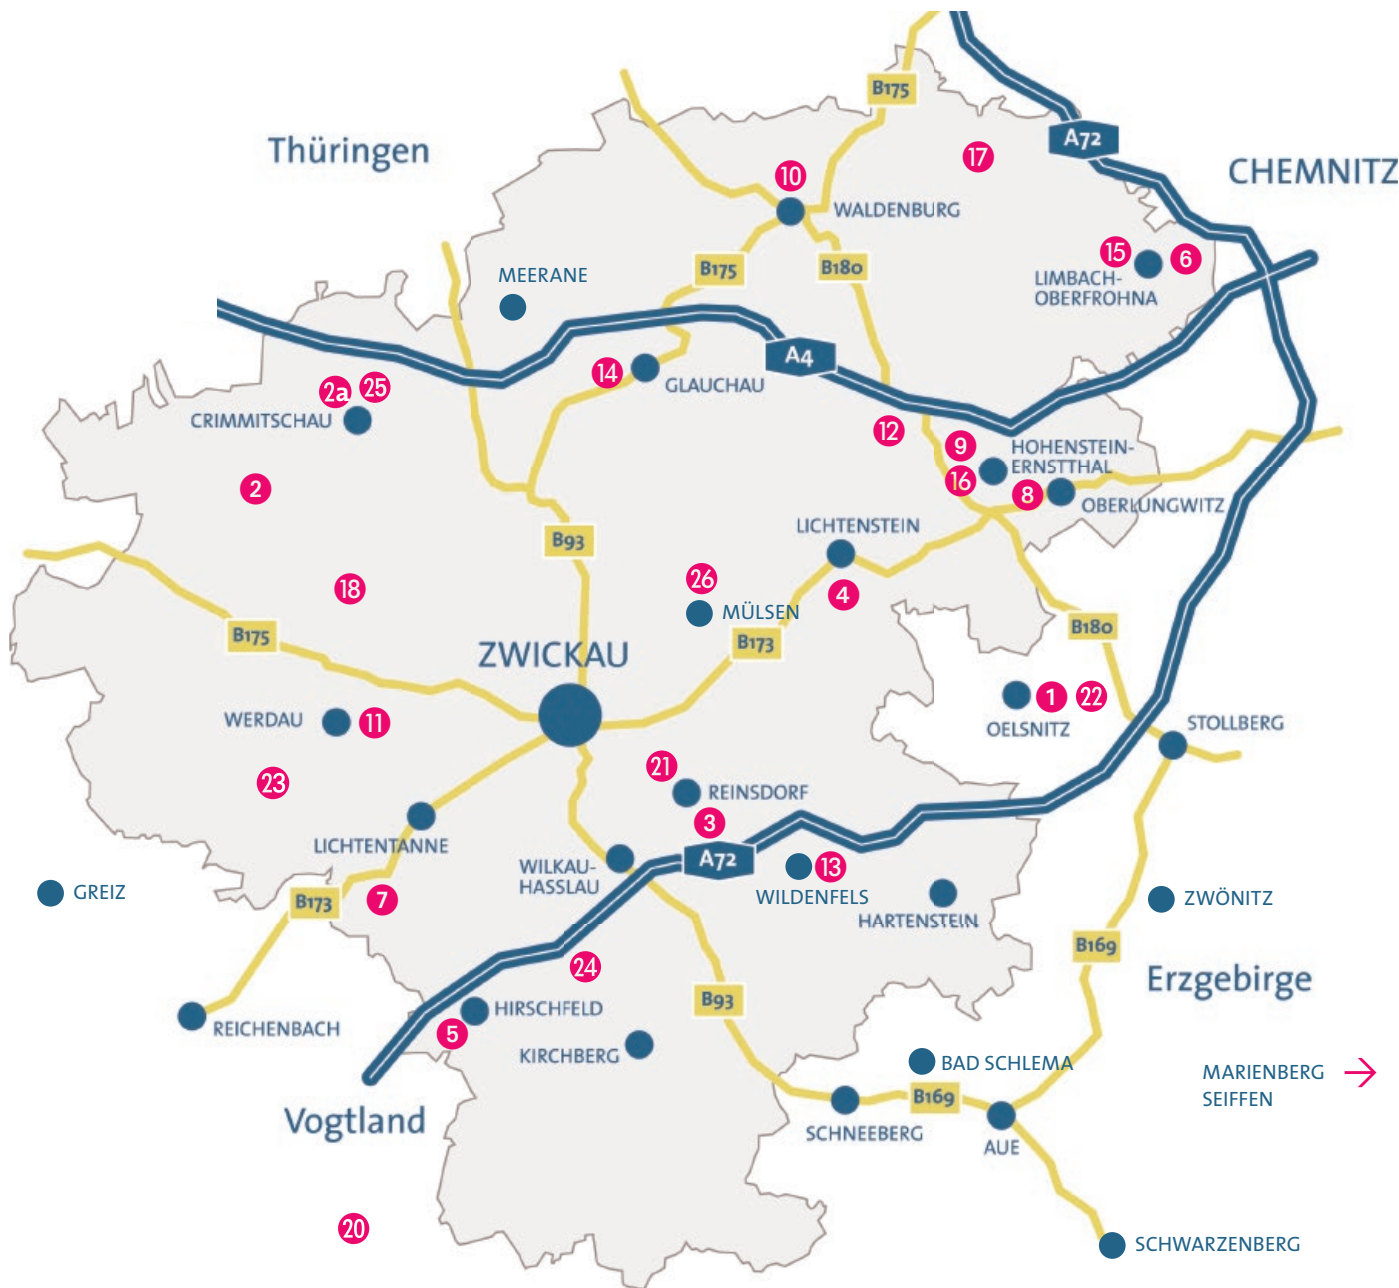 B175
A72
Thüringen
17
CHEMNITZ
10
WALDENBURG
15
6
B175
B180
MEERANE
LIMBACH-
OBERFROHNA
A4
14
GLAUCHAU
2a
25
CRIMMITSCHAU
12
9
HOHENSTEIN-
ERNSTTHAL
16
2
8
OBERLUNGWITZ
LICHTENSTEIN
B93
26
18
4
MÜLSEN
B175
B173
B180
ZWICKAU
1
22
WERDAU
11
OELSNITZ
STOLLBERG
21
23
REINSDORF
3
LICHTENTANNE
A72
WILKAU-
HASSLAU
13
WILDENFELS
GREIZ
B173
7
HARTENSTEIN
ZWÖNITZ
B169
24
Erzgebirge
B93
HIRSCHFELD
REICHENBACH
5
KIRCHBERG
BAD SCHLEMA
MARIENBERG →
SEIFFEN
B169
Vogtland
SCHNEEBERG
AUE
20
SCHWARZENBERG